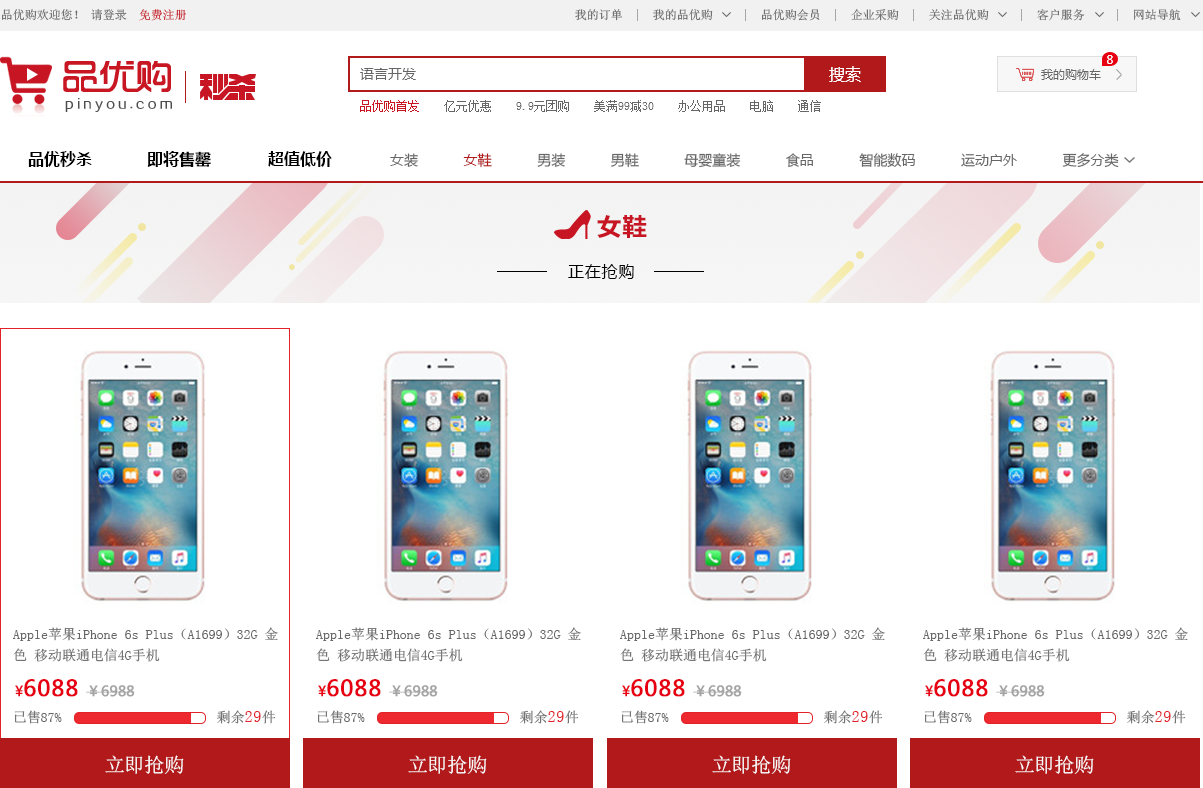 品优购欢迎您! 请登录 免费注册 我的订单 我的品优购 品优购会员 企业采购 关注品优购 客户服务 网站导航
品优购 秒杀
pinyou.com
语言开发 搜索
8
我的购物车
品优购首发 亿元优惠 9.9元团购 美满99减30 办公用品 电脑 通信
品优秒杀 即将售罄 超值低价 女装 女鞋 男装 男鞋 母婴童装 食品 智能数码 运动户外 更多分类
女鞋
正在抢购
Apple苹果iPhone 6s Plus（A1699）32G 金
色 移动联通电信4G手机
¥6088 ¥6988
已售87% 剩余29件
立即抢购
Apple苹果iPhone 6s Plus（A1699）32G 金
色 移动联通电信4G手机
¥6088 ¥6988
已售87% 剩余29件
立即抢购
Apple苹果iPhone 6s Plus（A1699）32G 金
色 移动联通电信4G手机
¥6088 ¥6988
已售87% 剩余29件
立即抢购
Apple苹果iPhone 6s Plus（A1699）32G 金
色 移动联通电信4G手机
¥6088 ¥6988
已售87% 剩余29件
立即抢购